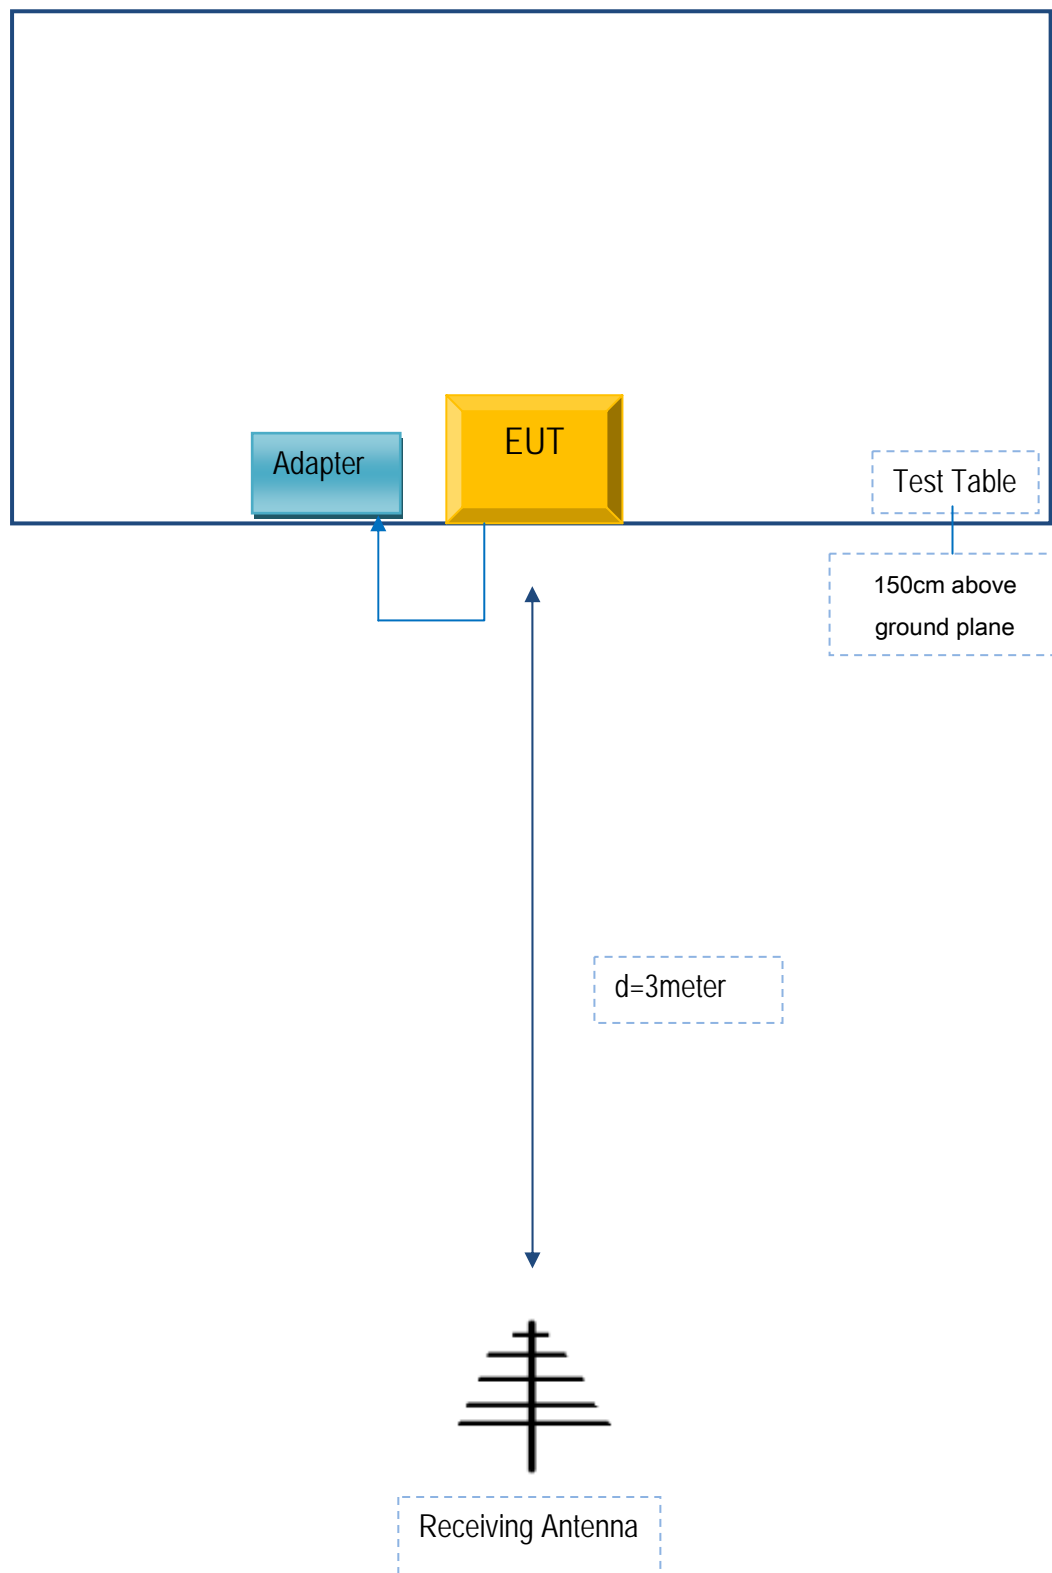 EUT
Adapter
Test Table
150cm above
ground plane
d=3meter
Receiving Antenna